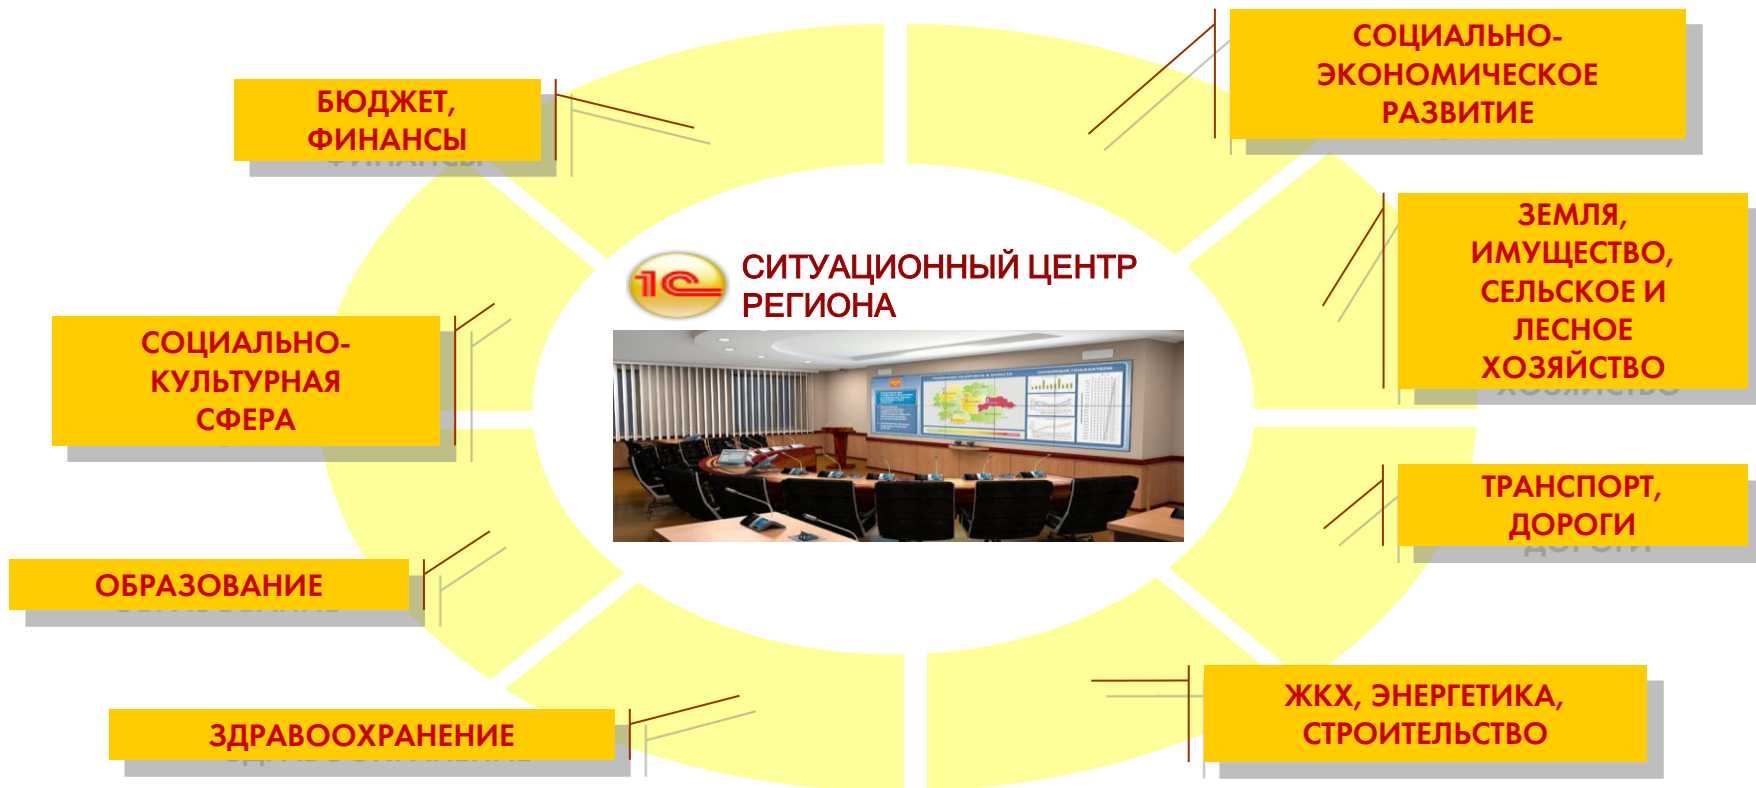 БЮДЖЕТ,
ФИНАНСЫ
СОЦИАЛЬНО-
ЭКОНОМИЧЕСКОЕ
РАЗВИТИЕ
ЗЕМЛЯ,
ИМУЩЕСТВО,
СЕЛЬСКОЕ И
ЛЕСНОЕ
ХОЗЯЙСТВО
1С
СИТУАЦИОННЫЙ ЦЕНТР
РЕГИОНА
СОЦИАЛЬНО-
КУЛЬТУРНАЯ
СФЕРА
ТРАНСПОРТ,
ДОРОГИ
ОБРАЗОВАНИЕ
ЗДРАВООХРАНЕНИЕ
ЖКХ, ЭНЕРГЕТИКА,
СТРОИТЕЛЬСТВО